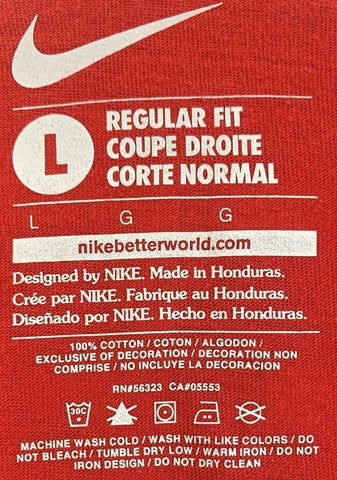 REGULAR FIT
L
COUPE DROITE
CORTE NORMAL
L G G
nikebetterworld.com
Designed by NIKE. Made in Honduras.
Crée par NIKE. Fabrique au Honduras.
Diseñado por NIKE. Hecho en Honduras.
100% COTTON / COTON / ALGODON /
EXCLUSIVE OF DECORATION / DECORATION NON
COMPRISE / NO INCLUYE LA DECORACION
RN#56323 CA#05553
30C
MACHINE WASH COLD / WASH WITH LIKE COLORS / DO
NOT BLEACH / TUMBLE DRY LOW / WARM IRON / DO NOT
IRON DESIGN / DO NOT DRY CLEAN